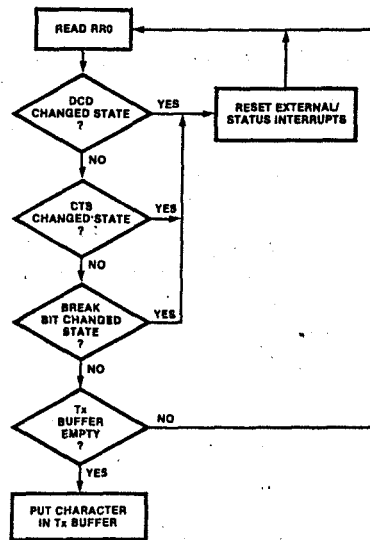 READ RR0
DCD
CHANGED STATE
?
YES
RESET EXTERNAL/
STATUS INTERRUPTS
NO
CTS
CHANGED STATE
?
YES
NO
BREAK
BIT CHANGED
STATE
?
YES
NO
Tx
BUFFER
EMPTY
?
NO
YES
PUT CHARACTER
IN Tx BUFFER